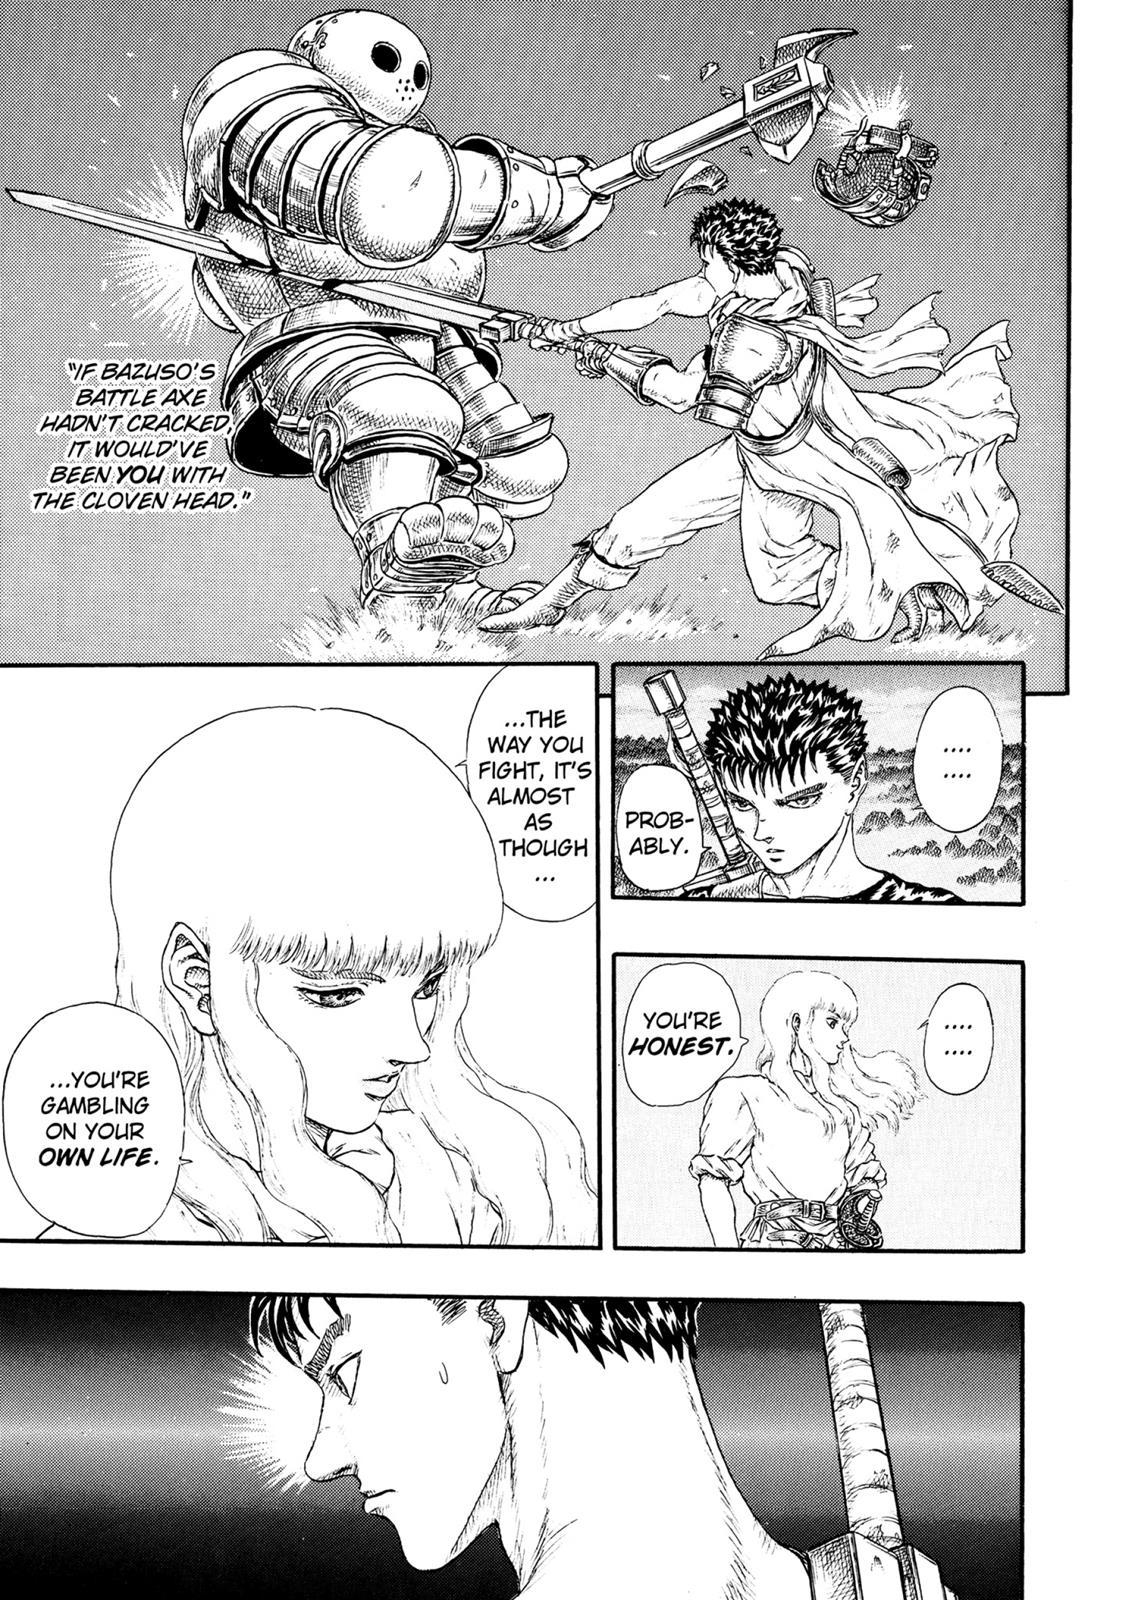 "IF BAZUSO'S
BATTLE AXE
HADN'T CRACKED,
IT WOULD'VE
BEEN YOU WITH
THE CLOVEN HEAD."
....
....
PROB-
ABLY.
....
....
YOU'RE
HONEST.
...THE
WAY YOU
FIGHT, IT'S
ALMOST
AS
THOUGH
...
...YOU'RE
GAMBLING
ON YOUR
OWN LIFE.